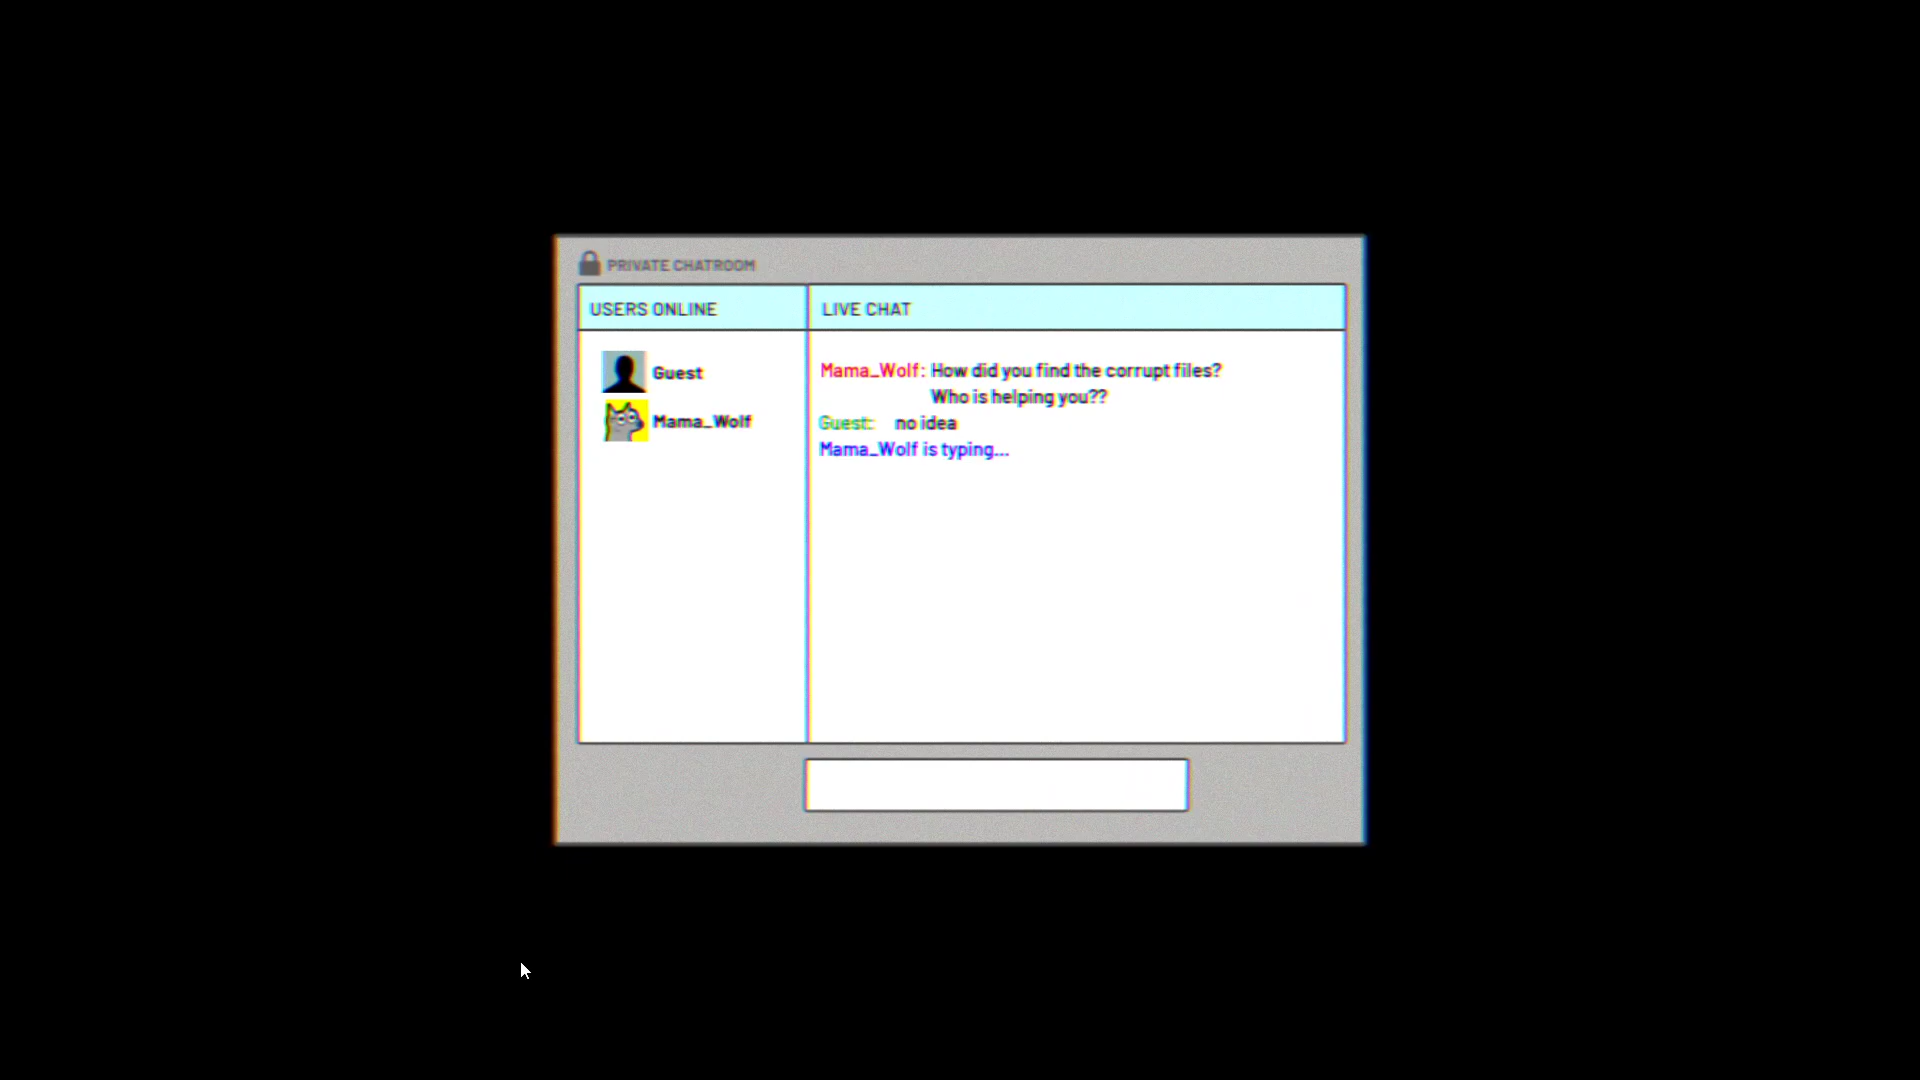 PRIVATE CHATROOM
USERS ONLINE
LIVE CHAT
Guest
Mama_Wolf
Mama_Wolf: How did you find the corrupt files?
Who is helping you??
Guest: no idea
Mama_Wolf is typing...